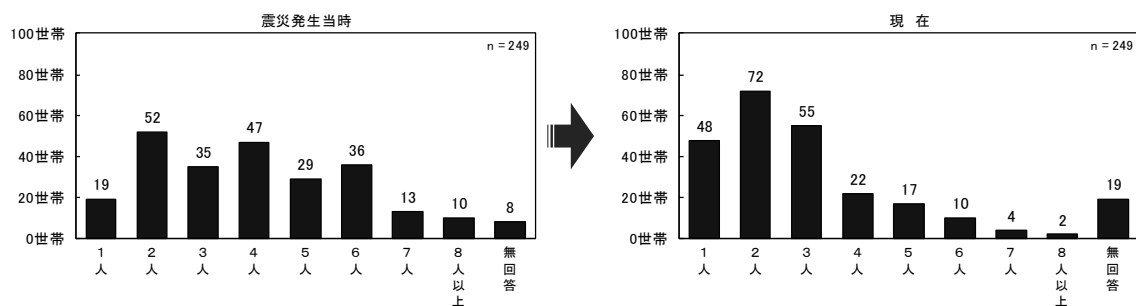 震災発生当時
n = 249
100世帯
80世帯
60世帯
40世帯
20世帯
0世帯
19
52
35
47
29
36
13
10
8
1人
2人
3人
4人
5人
6人
7人
8人以上
無回答
現 在
n = 249
100世帯
80世帯
60世帯
40世帯
20世帯
0世帯
48
72
55
22
17
10
4
2
19
1人
2人
3人
4人
5人
6人
7人
8人以上
無回答